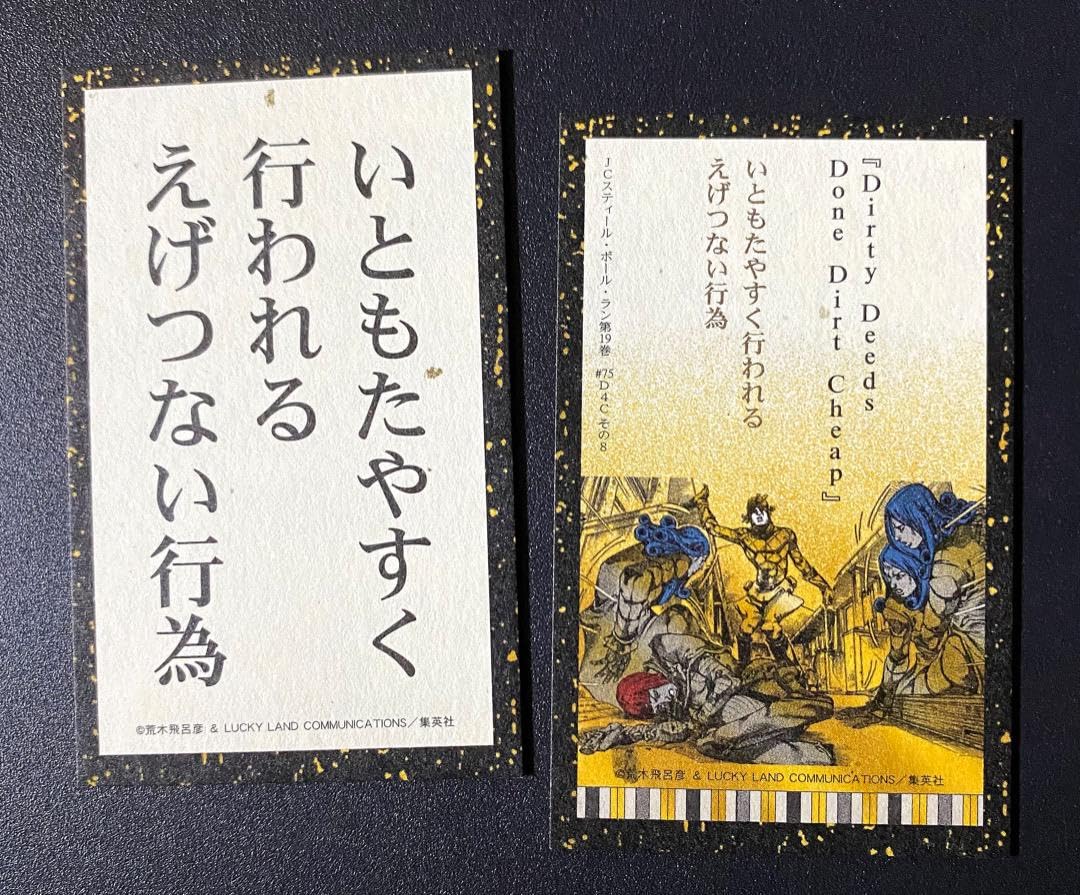 いともたやすく
行われる
えげつない行為
©荒木飛呂彦 & LUCKY LAND COMMUNICATIONS／集英社
『Dirty Deeds
Done Dirt Cheap』
いともたやすく行われる
えげつない行為
JCスティール・ボール・ラン第19巻 #75 D4C その8
©荒木飛呂彦 & LUCKY LAND COMMUNICATIONS／集英社